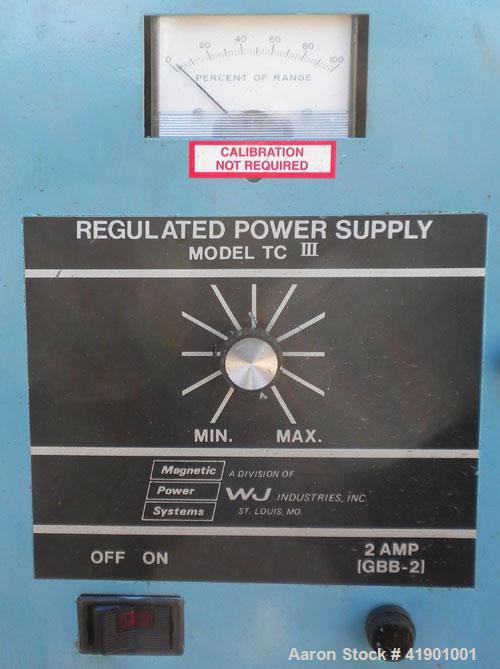 0 20 40 60 80 100
PERCENT OF RANGE
CALIBRATION
NOT REQUIRED
REGULATED POWER SUPPLY
MODEL TC III
MIN. MAX.
Magnetic
Power
Systems
A DIVISION OF
WJ INDUSTRIES, INC.
ST. LOUIS, MO.
OFF ON
2 AMP
(GBB-2)
Aaron Stock # 41901001